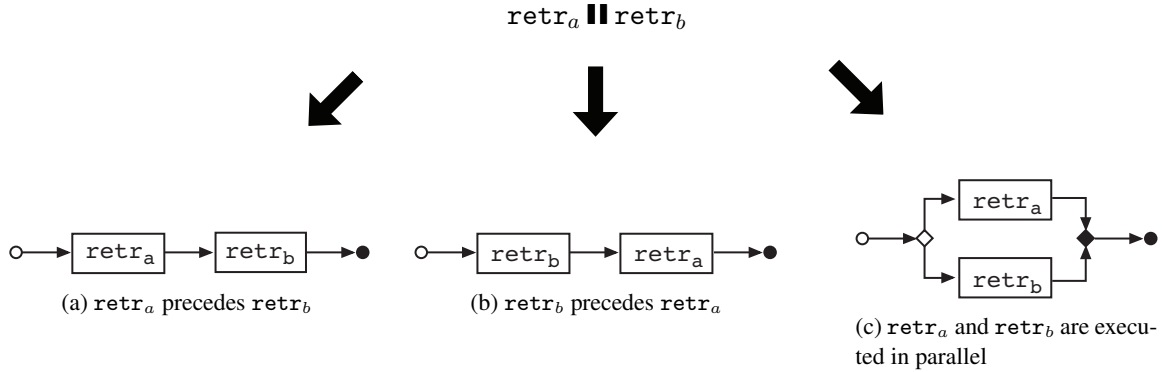 retr_a || retr_b
retr_a
retr_b
(a) retr_a precedes retr_b
retr_b
retr_a
(b) retr_b precedes retr_a
retr_a
retr_b
(c) retr_a and retr_b are execu-
ted in parallel